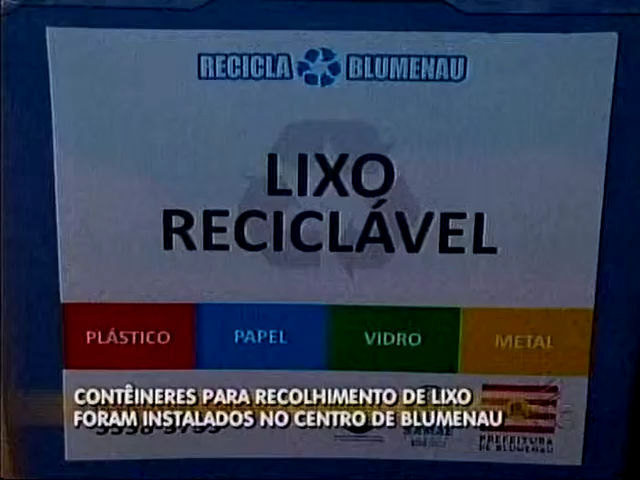 RECICLA BLUMENAU
LIXO
RECICLÁVEL
PLÁSTICO PAPEL VIDRO METAL
CONTÊINERES PARA RECOLHIMENTO DE LIXO
FORAM INSTALADOS NO CENTRO DE BLUMENAU
PREFEITURA
DE BLUMENAU